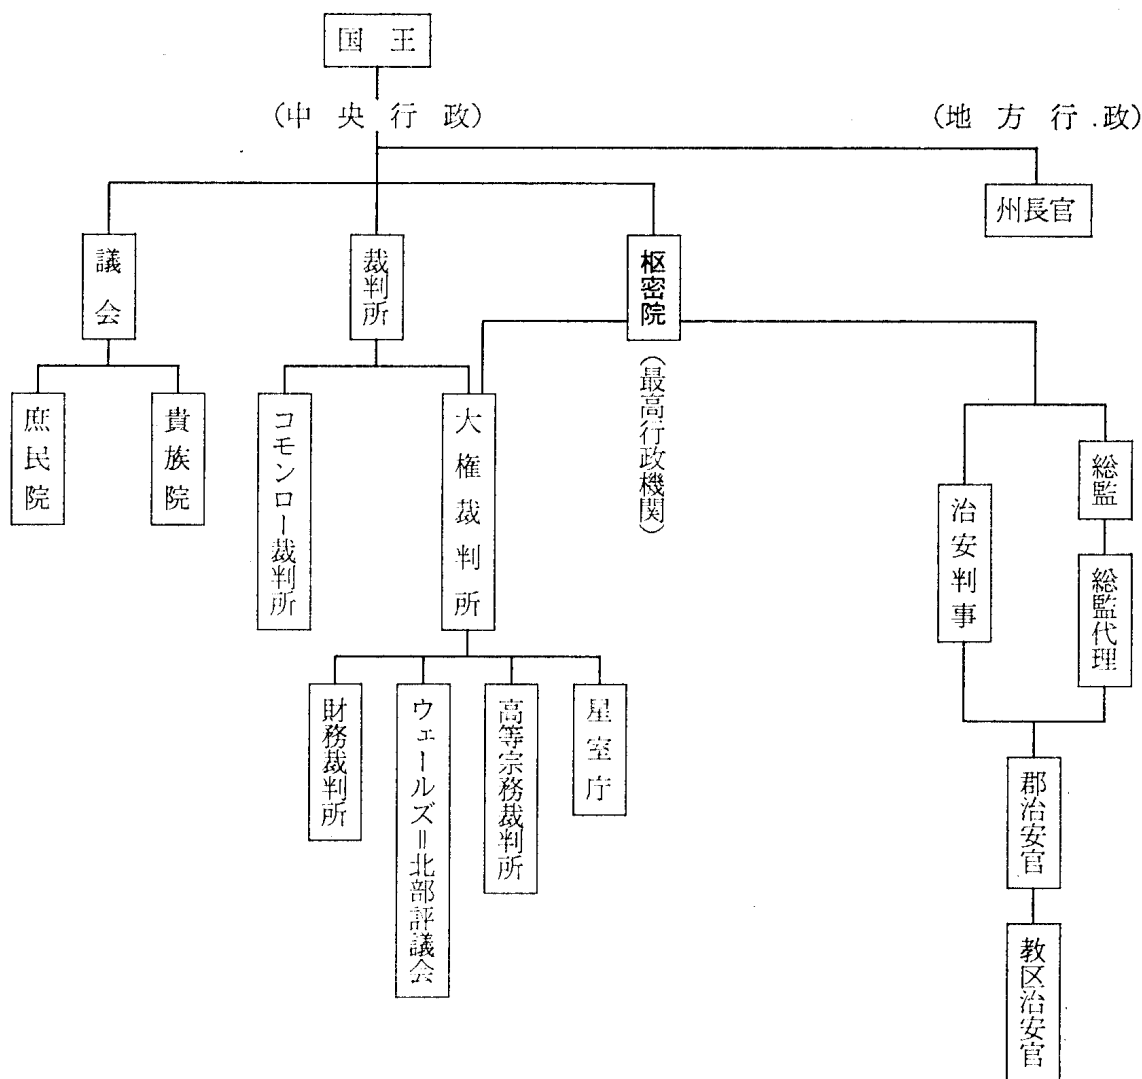 国王
(中央行政)
(地方行政)
州長官
議会
裁判所
枢密院
(最高行政機関)
庶民院
貴族院
コモンロー裁判所
大権裁判所
治安判事
総監
総監代理
財務裁判所
ウェールズ＝北部評議会
高等宗務裁判所
星室庁
郡治安官
教区治安官